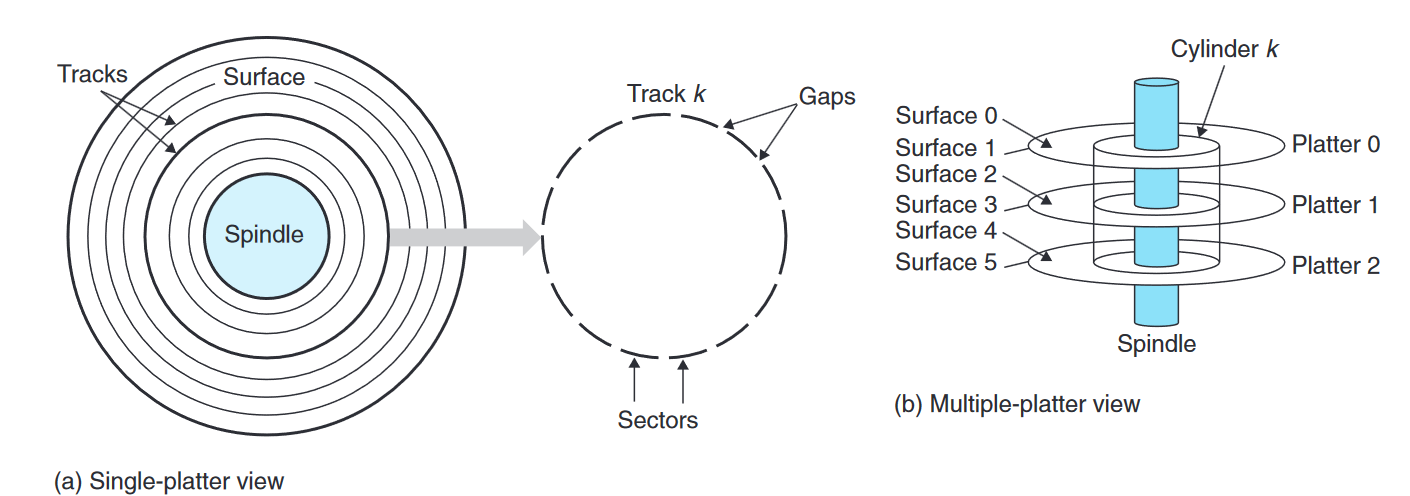 Tracks
Surface
Spindle
(a) Single-platter view
Track k
Gaps
Sectors
Cylinder k
Surface 0
Surface 1
Surface 2
Surface 3
Surface 4
Surface 5
Platter 0
Platter 1
Platter 2
Spindle
(b) Multiple-platter view